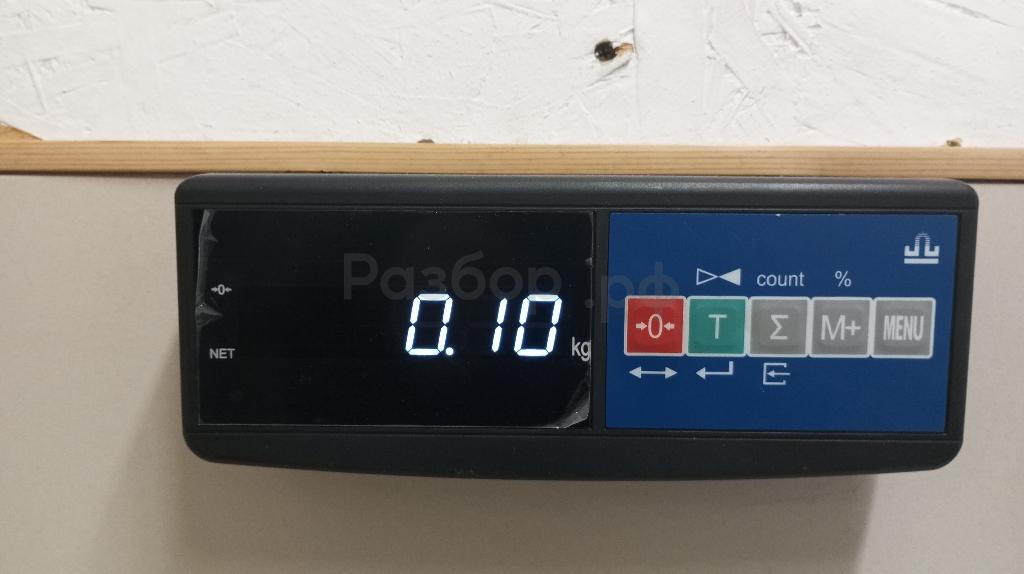 Разбор.рф
count %
→0←
0.10 kg
→0← T Σ M+ MENU
NET